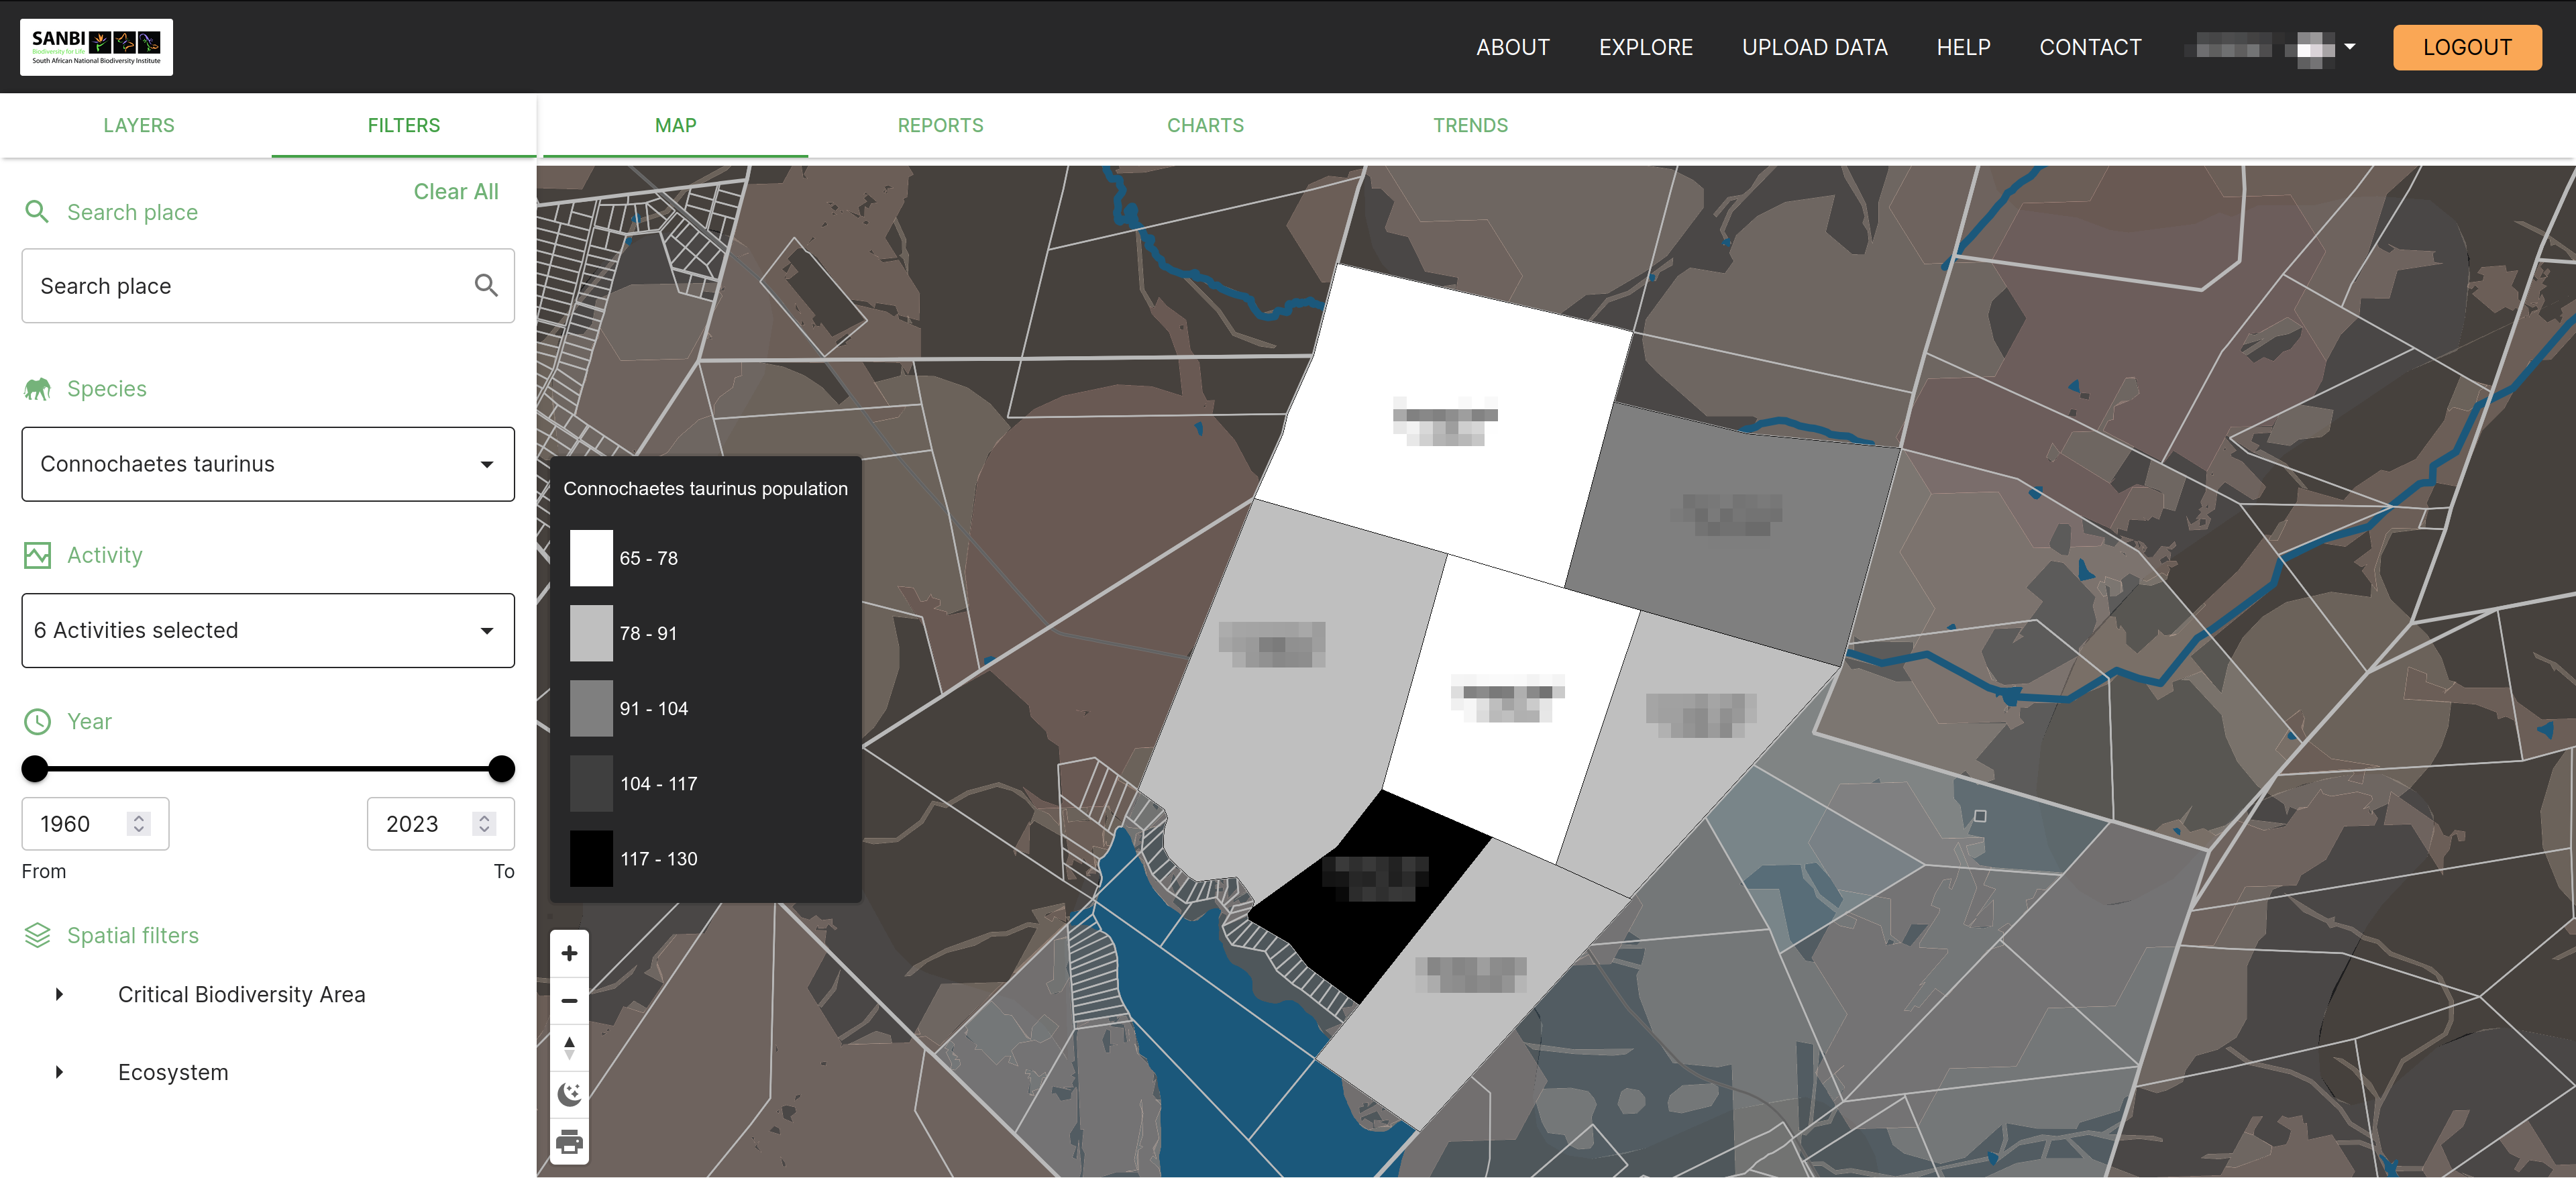 SANBI
Biodiversity for Life
South African National Biodiversity Institute
ABOUT
EXPLORE
UPLOAD DATA
HELP
CONTACT
LOGOUT
LAYERS
FILTERS
MAP
REPORTS
CHARTS
TRENDS
Clear All
Search place
Search place
Species
Connochaetes taurinus
Activity
6 Activities selected
Year
1960
2023
From
To
Spatial filters
Critical Biodiversity Area
Ecosystem
Connochaetes taurinus population
65 - 78
78 - 91
91 - 104
104 - 117
117 - 130